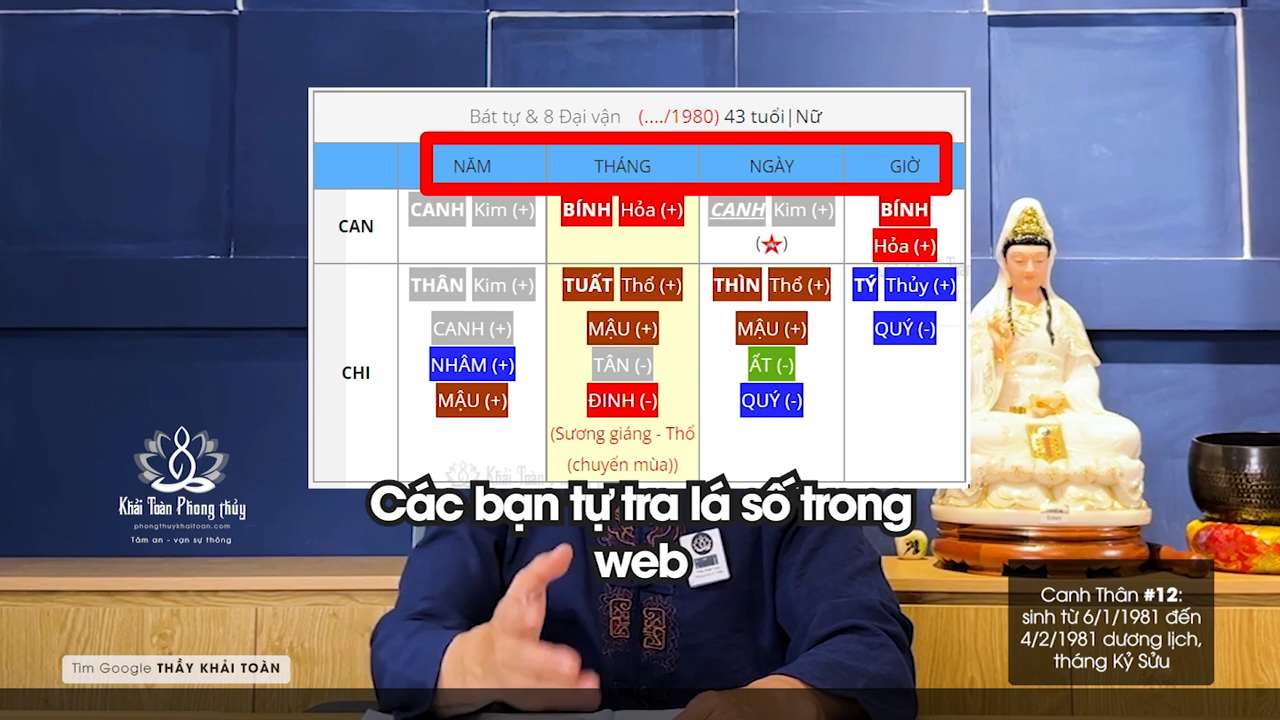 Bát tự & 8 Đại vận (..../1980) 43 tuổi|Nữ
NĂM THÁNG NGÀY GIỜ
CAN
CANH Kim (+) BÍNH Hỏa (+) CANH Kim (+) BÍNH
(★) Hỏa (+)
CHI
THÂN Kim (+) TUẤT Thổ (+) THÌN Thổ (+) TÝ Thủy (+)
CANH (+) MẬU (+) MẬU (+) QUÝ (-)
NHÂM (+) TÂN (-) ẤT (-)
MẬU (+) ĐINH (-) QUÝ (-)
(Sương giáng - Thổ
(chuyển mùa))
Khải Toàn
Các bạn tự tra lá số trong
web
Khải Toàn Phong thủy
phongthuykhaitoan.com
Tâm an - vạn sự thông
Canh Thân #12:
sinh từ 6/1/1981 đến
4/2/1981 dương lịch,
tháng Kỷ Sửu
Tìm Google THẦY KHẢI TOÀN